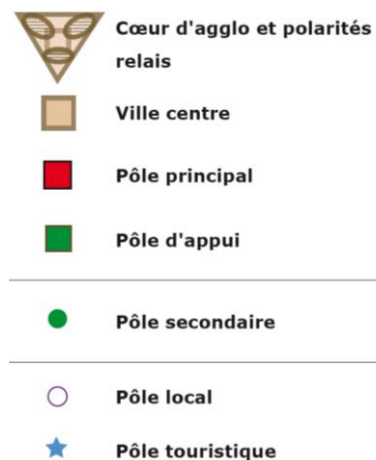 Cœur d'agglo et polarités
relais
Ville centre
Pôle principal
Pôle d'appui
Pôle secondaire
Pôle local
Pôle touristique